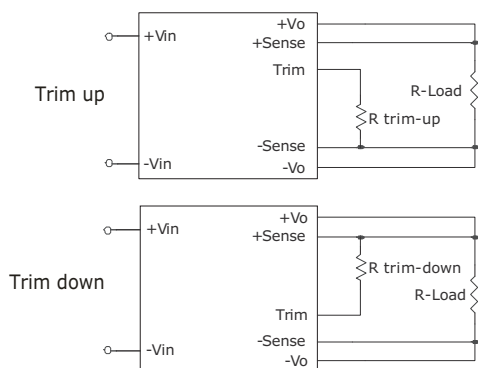 +Vo
+Vin
+Sense
Trim
Trim up
R-Load
R trim-up
-Sense
-Vin
-Vo
+Vo
+Vin
+Sense
R trim-down
Trim down
R-Load
Trim
-Sense
-Vin
-Vo